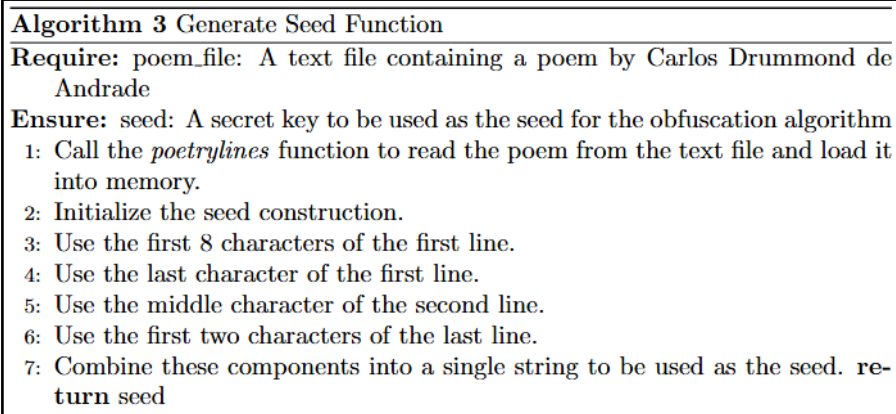 Algorithm 3 Generate Seed Function
Require: poem_file: A text file containing a poem by Carlos Drummond de
Andrade
Ensure: seed: A secret key to be used as the seed for the obfuscation algorithm
1: Call the poetrylines function to read the poem from the text file and load it
into memory.
2: Initialize the seed construction.
3: Use the first 8 characters of the first line.
4: Use the last character of the first line.
5: Use the middle character of the second line.
6: Use the first two characters of the last line.
7: Combine these components into a single string to be used as the seed. re-
turn seed